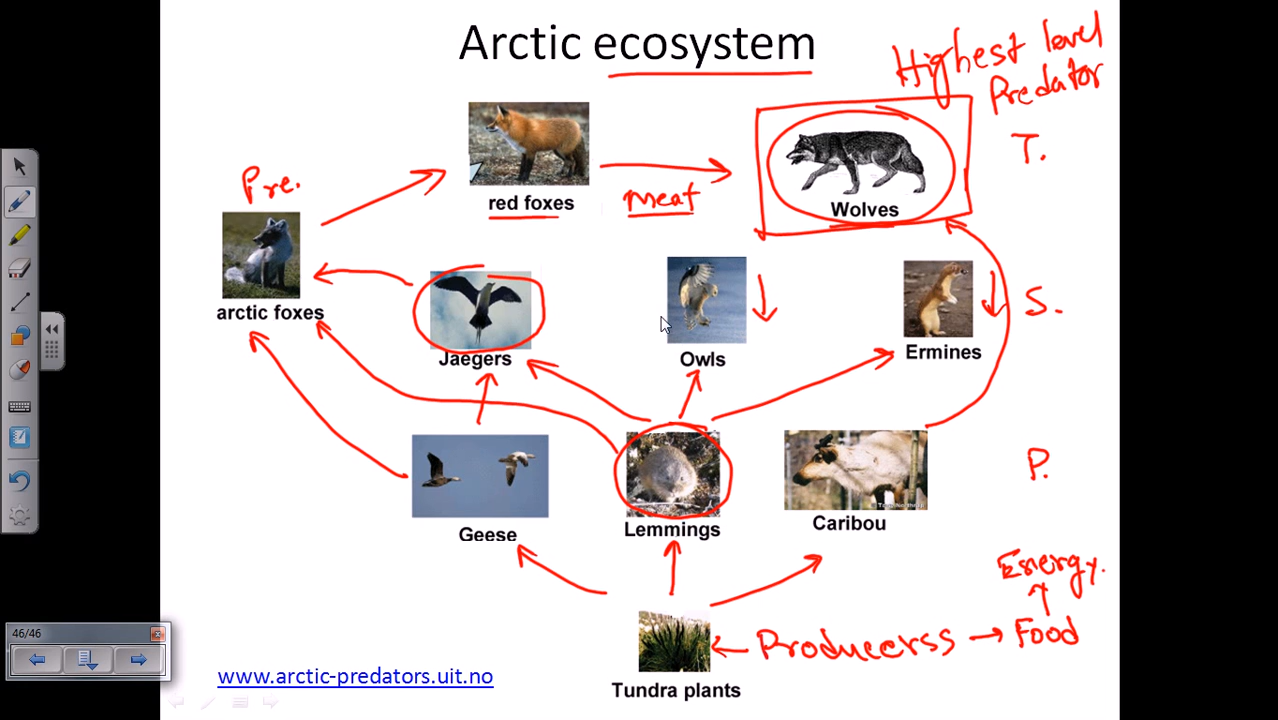 Arctic ecosystem
Highest level
Predator
T.
Pre.
red foxes
meat
Wolves
arctic foxes
Jaegers
Owls
Ermines
S.
P.
Geese
Lemmings
Caribou
Energy.
Producerss → Food
Tundra plants
46/46
www.arctic-predators.uit.no